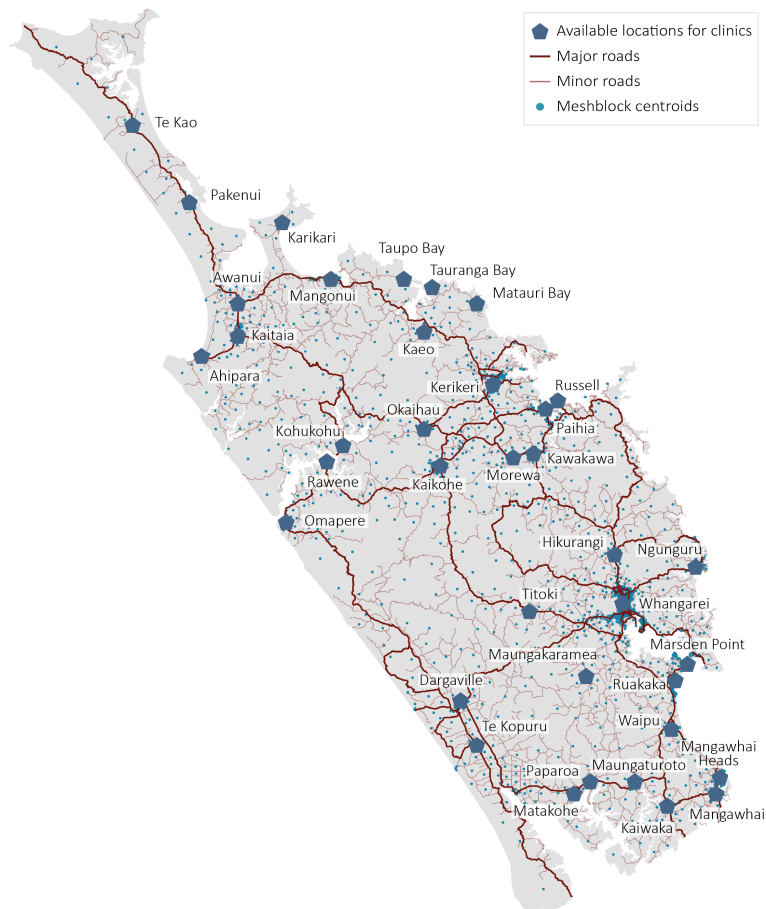 Available locations for clinics
Major roads
Minor roads
Meshblock centroids
Te Kao
Pakenui
Karikari
Taupo Bay
Awanui
Tauranga Bay
Mangonui
Matauri Bay
Kaitaia
Kaeo
Ahipara
Kerikeri
Russell
Okaihau
Paihia
Kohukohu
Kawakawa
Morewa
Rawene
Kaikohe
Omapere
Hikurangi
Ngunguru
Titoki
Whangarei
Marsden Point
Maungakaramea
Dargaville
Ruakaka
Waipu
Te Kopuru
Mangawhai
Heads
Maungaturoto
Paparoa
Matakohe
Mangawhai
Kaiwaka